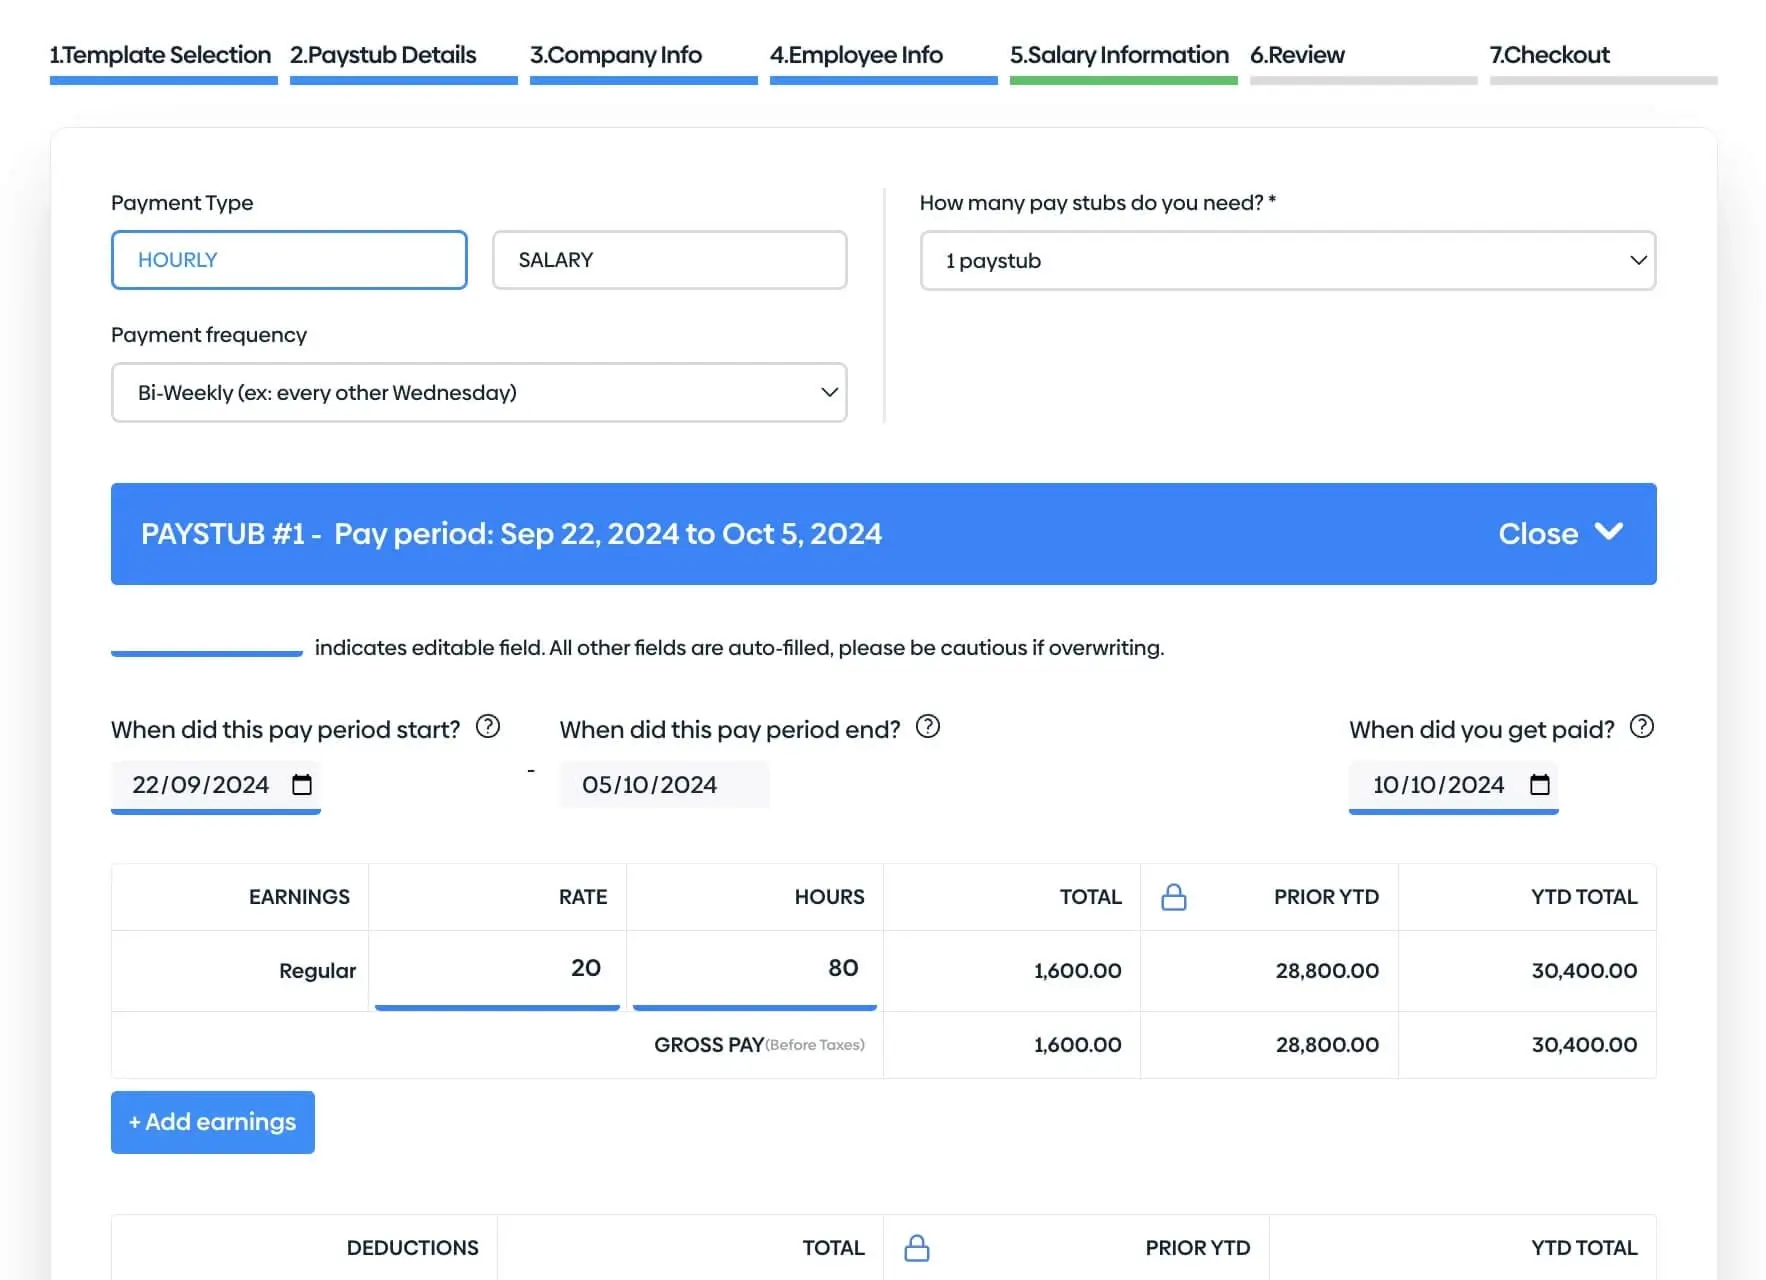 1.Template Selection 2.Paystub Details 3.Company Info 4.Employee Info 5.Salary Information 6.Review 7.Checkout
Payment Type
HOURLY SALARY
Payment frequency
Bi-Weekly (ex: every other Wednesday)
How many pay stubs do you need? *
1 paystub
PAYSTUB #1 - Pay period: Sep 22, 2024 to Oct 5, 2024 Close
indicates editable field. All other fields are auto-filled, please be cautious if overwriting.
When did this pay period start? ? When did this pay period end? ? When did you get paid? ?
22/09/2024 - 05/10/2024 10/10/2024
EARNINGS RATE HOURS TOTAL PRIOR YTD YTD TOTAL
Regular 20 80 1,600.00 28,800.00 30,400.00
GROSS PAY(Before Taxes) 1,600.00 28,800.00 30,400.00
+ Add earnings
DEDUCTIONS TOTAL PRIOR YTD YTD TOTAL